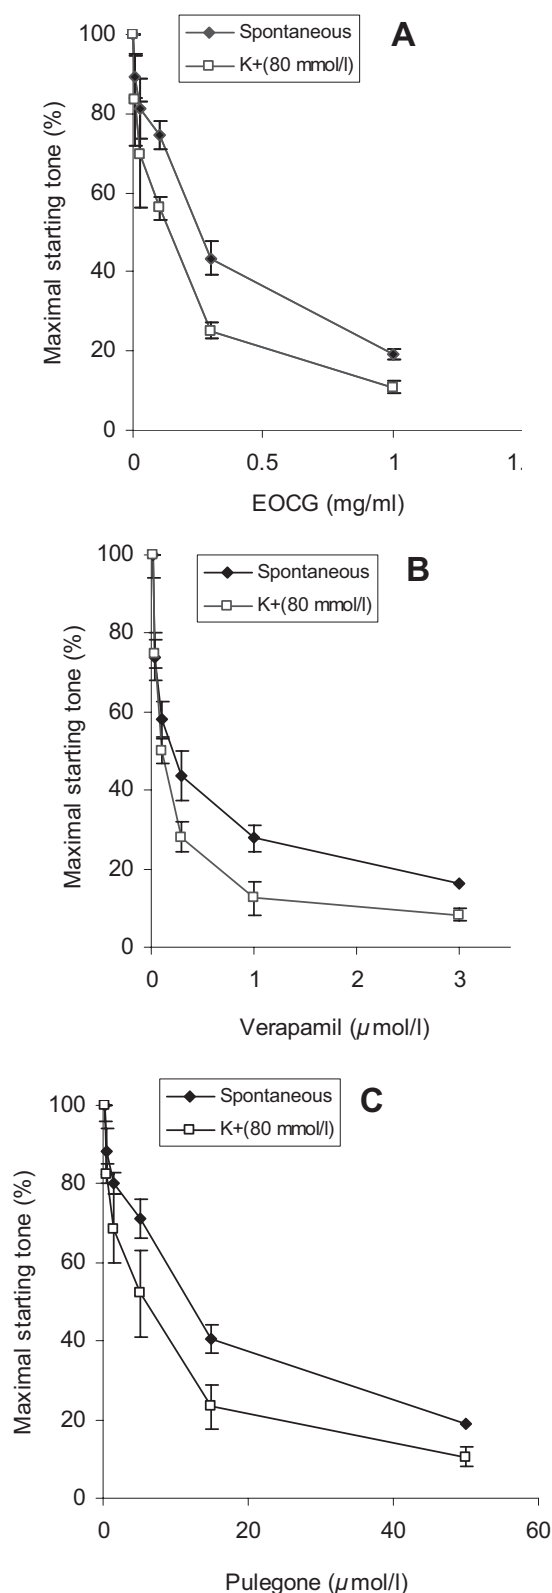 Spontaneous
K+(80 mmol/l)
A
Maximal starting tone (%)
100
80
60
40
20
0
0
0.5
1
1.
EOCG (mg/ml)
Spontaneous
K+(80 mmol/l)
B
Maximal starting tone (%)
100
80
60
40
20
0
0
1
2
3
Verapamil (µmol/l)
Spontaneous
K+(80 mmol/l)
C
Maximal starting tone (%)
100
80
60
40
20
0
0
20
40
60
Pulegone (µmol/l)